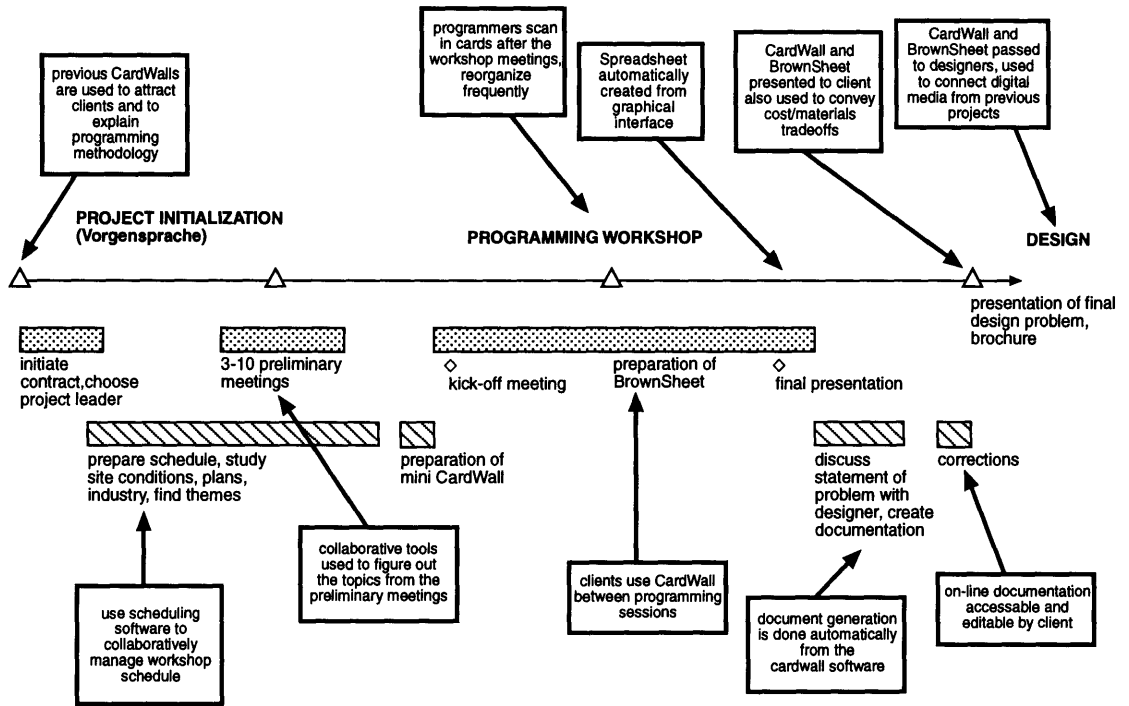 previous CardWalls
are used to attract
clients and to
explain
programming
methodology
programmers scan
in cards after the
workshop meetings,
reorganize
frequently
Spreadsheet
automatically
created from
graphical
interface
CardWall and
BrownSheet
presented to client
also used to convey
cost/materials
tradeoffs
CardWall and
BrownSheet passed
to designers, used
to connect digital
media from previous
projects
PROJECT INITIALIZATION
(Vorgensprache)
PROGRAMMING WORKSHOP
DESIGN
presentation of final
design problem,
brochure
initiate
contract,choose
project leader
3-10 preliminary
meetings
kick-off meeting
preparation of
BrownSheet
final presentation
prepare schedule, study
site conditions, plans,
industry, find themes
preparation of
mini CardWall
discuss
statement of
problem with
designer, create
documentation
corrections
use scheduling
software to
collaboratively
manage workshop
schedule
collaborative tools
used to figure out
the topics from the
preliminary meetings
clients use CardWall
between programming
sessions
document generation
is done automatically
from the
cardwall software
on-line documentation
accessable and
editable by client